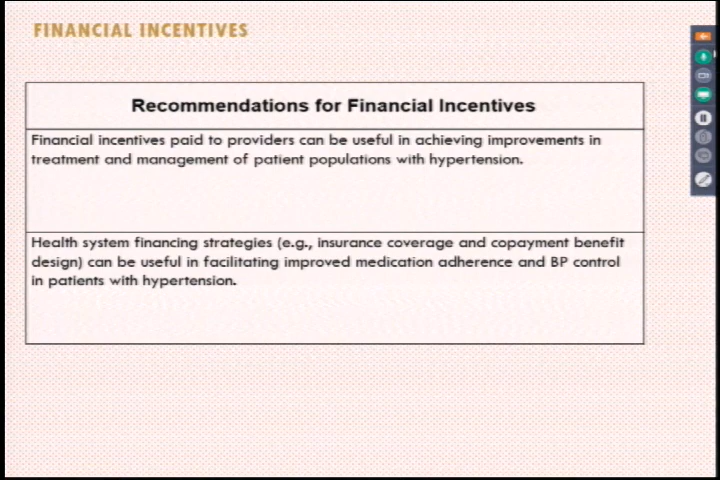 FINANCIAL INCENTIVES
Recommendations for Financial Incentives
Financial incentives paid to providers can be useful in achieving improvements in
treatment and management of patient populations with hypertension.
Health system financing strategies (e.g., insurance coverage and copayment benefit
design) can be useful in facilitating improved medication adherence and BP control
in patients with hypertension.